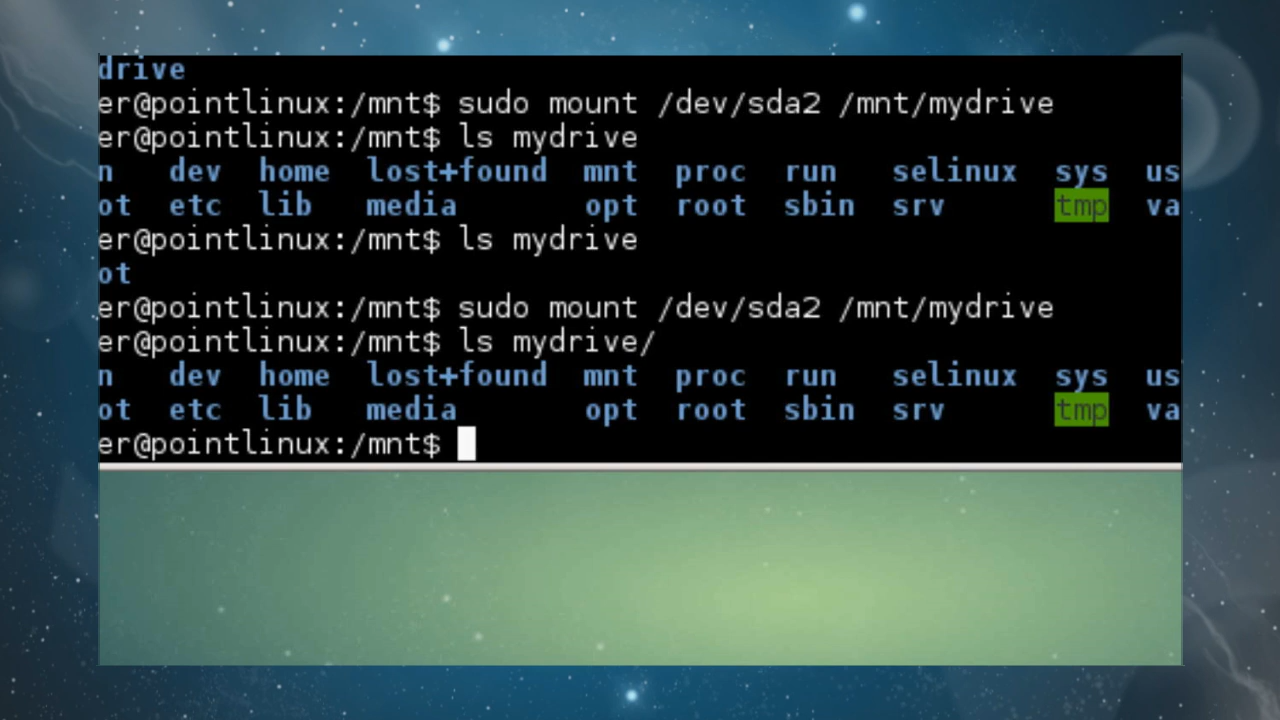 drive
er@pointlinux:/mnt$ sudo mount /dev/sda2 /mnt/mydrive
er@pointlinux:/mnt$ ls mydrive
n dev home lost+found mnt proc run selinux sys us
ot etc lib media opt root sbin srv tmp va
er@pointlinux:/mnt$ ls mydrive
ot
er@pointlinux:/mnt$ sudo mount /dev/sda2 /mnt/mydrive
er@pointlinux:/mnt$ ls mydrive/
n dev home lost+found mnt proc run selinux sys us
ot etc lib media opt root sbin srv tmp va
er@pointlinux:/mnt$